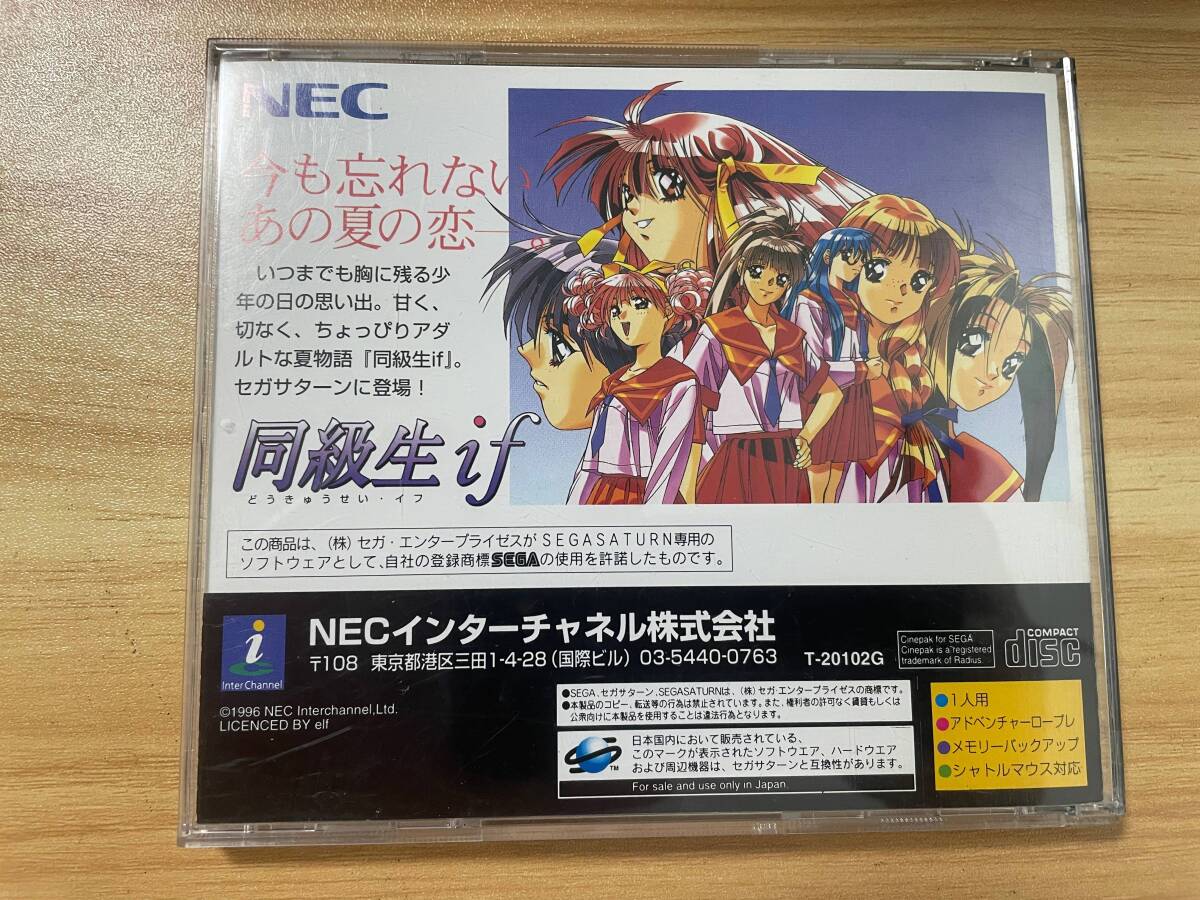 NEC
今も忘れない
あの夏の恋―。
いつまでも胸に残る少
年の日の思い出。甘く、
切なく、ちょっぴりアダ
ルトな夏物語『同級生if』。
セガサターンに登場！
同級生if
どうきゅうせい・イフ
この商品は、（株）セガ・エンタープライゼスがSEGASATURN専用の
ソフトウェアとして、自社の登録商標SEGAの使用を許諾したものです。
i
Inter Channel
NECインターチャネル株式会社
〒108 東京都港区三田1-4-28（国際ビル）03-5440-0763
T-20102G
Cinepak for SEGA
Cinepak is a registered
trademark of Radius.
COMPACT
disc
©1996 NEC Interchannel,Ltd.
LICENCED BY elf
●SEGA、セガサターン、SEGASATURNは、（株）セガ・エンタープライゼスの商標です。
●本製品のコピー、転送等の行為は禁止されています。また、権利者の許可なく賃貸もしくは
公衆向けに本製品を使用することは違法行為となります。
日本国内において販売されている、
このマークが表示されたソフトウエア、ハードウエア
および周辺機器は、セガサターンと互換性があります。
TM
For sale and use only in Japan.
●1人用
●アドベンチャーロープレ
●メモリーバックアップ
●シャトルマウス対応